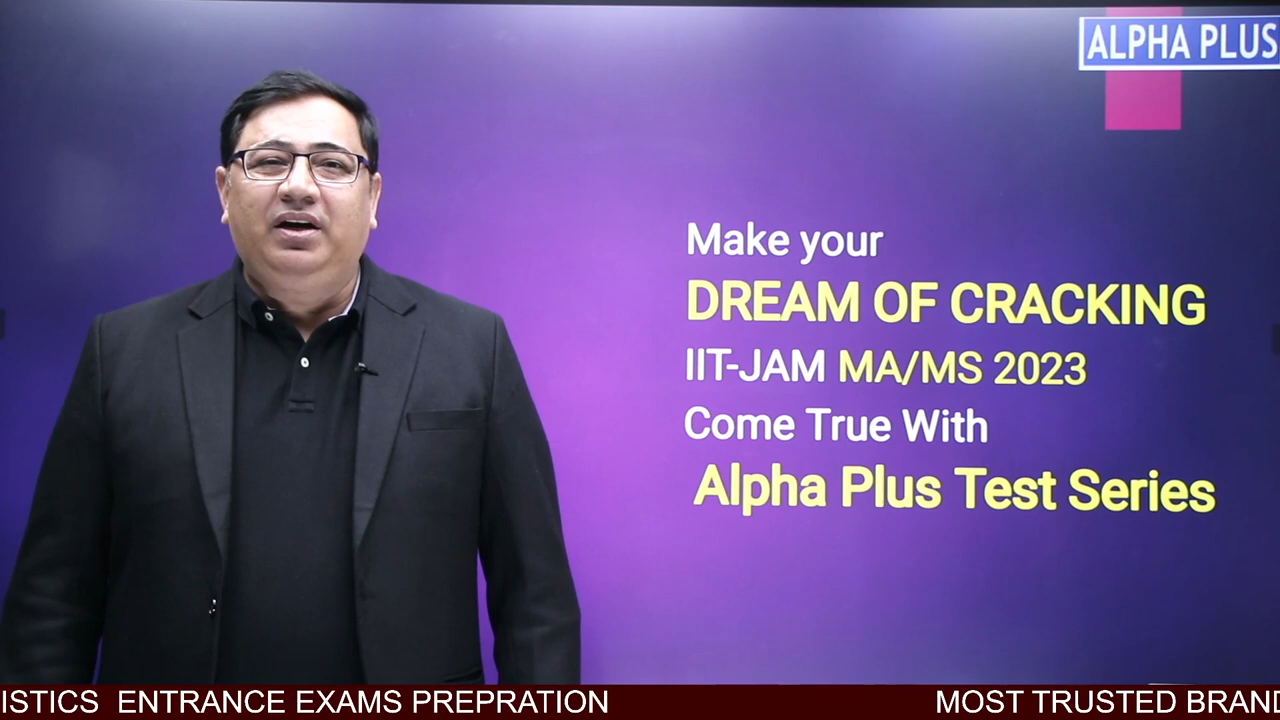 ALPHA PLUS
Make your
DREAM OF CRACKING
IIT-JAM MA/MS 2023
Come True With
Alpha Plus Test Series
ISTICS ENTRANCE EXAMS PREPRATION MOST TRUSTED BRAND